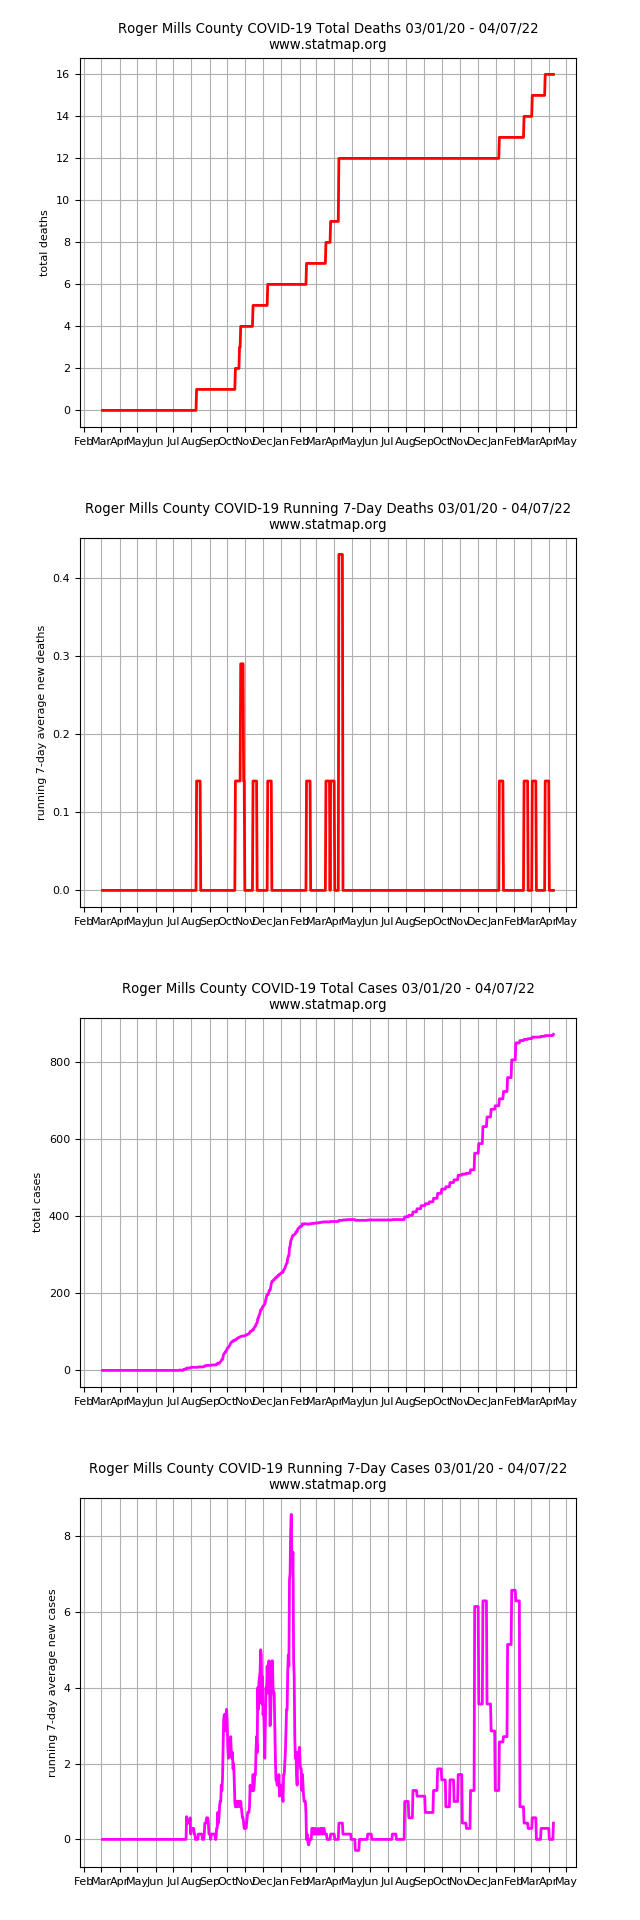 Roger Mills County COVID-19 Total Deaths 03/01/20 - 04/07/22
www.statmap.org
16
14
12
10
8
6
4
2
0
total deaths
Feb Mar Apr May Jun Jul Aug Sep Oct Nov Dec Jan Feb Mar Apr May Jun Jul Aug Sep Oct Nov Dec Jan Feb Mar Apr May
Roger Mills County COVID-19 Running 7-Day Deaths 03/01/20 - 04/07/22
www.statmap.org
0.4
0.3
0.2
0.1
0.0
running 7-day average new deaths
Feb Mar Apr May Jun Jul Aug Sep Oct Nov Dec Jan Feb Mar Apr May Jun Jul Aug Sep Oct Nov Dec Jan Feb Mar Apr May
Roger Mills County COVID-19 Total Cases 03/01/20 - 04/07/22
www.statmap.org
800
600
400
200
0
total cases
Feb Mar Apr May Jun Jul Aug Sep Oct Nov Dec Jan Feb Mar Apr May Jun Jul Aug Sep Oct Nov Dec Jan Feb Mar Apr May
Roger Mills County COVID-19 Running 7-Day Cases 03/01/20 - 04/07/22
www.statmap.org
8
6
4
2
0
running 7-day average new cases
Feb Mar Apr May Jun Jul Aug Sep Oct Nov Dec Jan Feb Mar Apr May Jun Jul Aug Sep Oct Nov Dec Jan Feb Mar Apr May